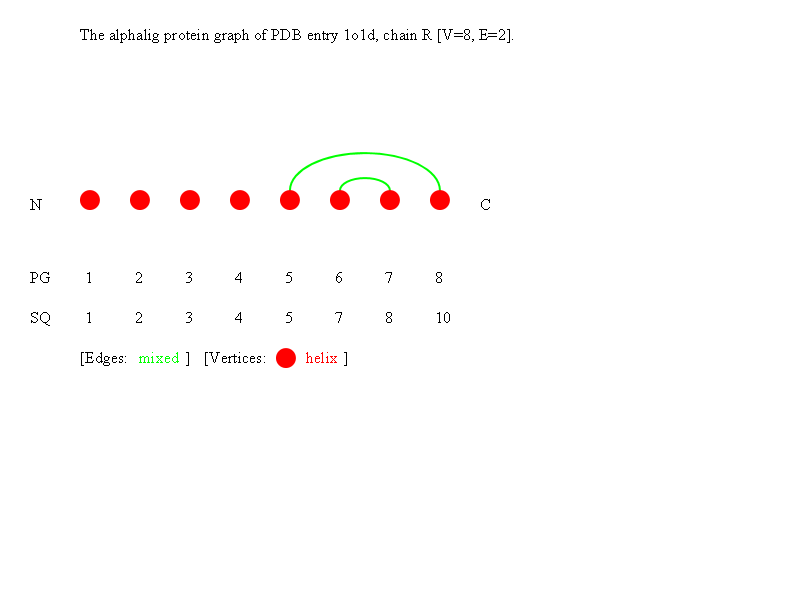 The alphalig protein graph of PDB entry 1o1d, chain R [V=8, E=2].
N C
PG 1 2 3 4 5 6 7 8
SQ 1 2 3 4 5 7 8 10
[Edges: mixed ] [Vertices: helix ]